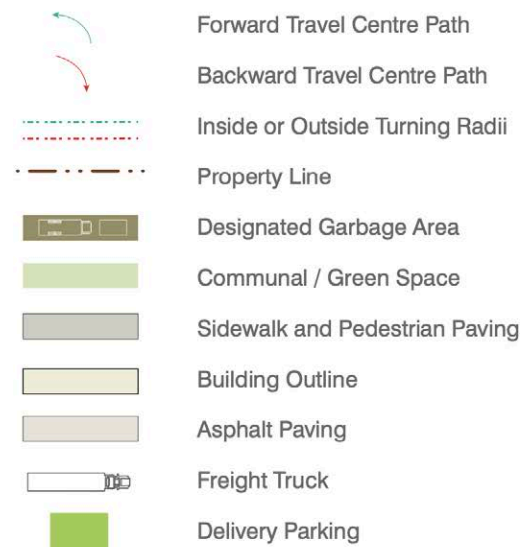 Forward Travel Centre Path
Backward Travel Centre Path
Inside or Outside Turning Radii
Property Line
Designated Garbage Area
Communal / Green Space
Sidewalk and Pedestrian Paving
Building Outline
Asphalt Paving
Freight Truck
Delivery Parking